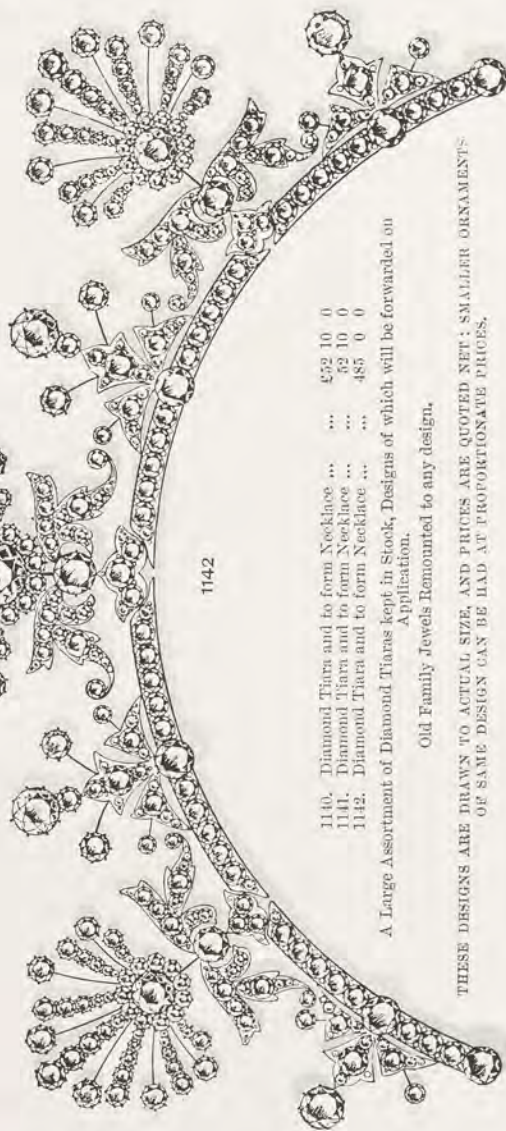 1142
1140. Diamond Tiara and to form Necklace ... ... £52 10 0
1141. Diamond Tiara and to form Necklace ... ... 52 10 0
1142. Diamond Tiara and to form Necklace ... ... 485 0 0
A Large Assortment of Diamond Tiaras kept in Stock, Designs of which will be forwarded on
Application.
Old Family Jewels Remounted to any design.
THESE DESIGNS ARE DRAWN TO ACTUAL SIZE, AND PRICES ARE QUOTED NET; SMALLER ORNAMENTS
OF SAME DESIGN CAN BE HAD AT PROPORTIONATE PRICES.